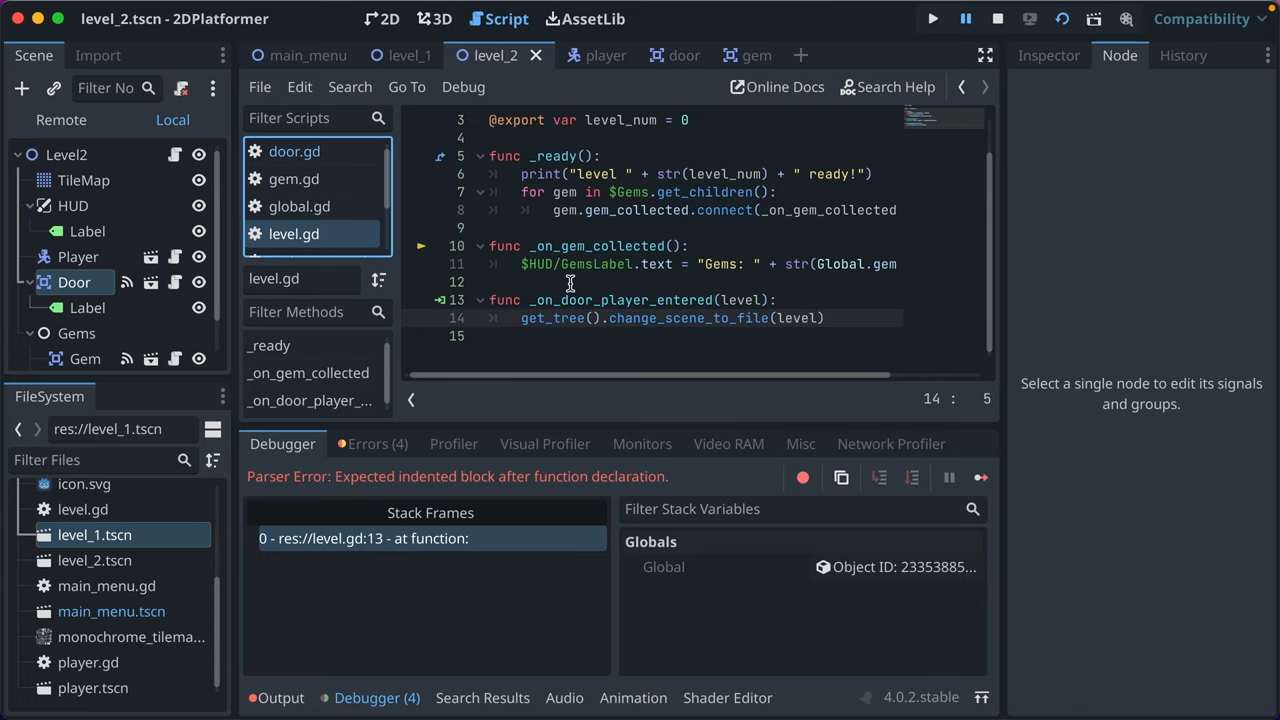 level_2.tscn - 2DPlatformer
2D 3D Script AssetLib
Compatibility
Scene Import
main_menu level_1 level_2 player door gem
Inspector Node History
Filter No
File Edit Search Go To Debug
Online Docs Search Help
Remote Local
Filter Scripts
door.gd
gem.gd
global.gd
level.gd
level.gd
Filter Methods
_ready
_on_gem_collected
_on_door_player_...
Level2
TileMap
HUD
Label
Player
Door
Label
Gems
Gem
3 @export var level_num = 0
4
5 func _ready():
6 print("level " + str(level_num) + " ready!")
7 for gem in $Gems.get_children():
8 gem.gem_collected.connect(_on_gem_collected
9
10 func _on_gem_collected():
11 $HUD/GemsLabel.text = "Gems: " + str(Global.gem
12
13 func _on_door_player_entered(level):
14 get_tree().change_scene_to_file(level)
15
14 : 5
Select a single node to edit its signals
and groups.
FileSystem
res://level_1.tscn
Filter Files
icon.svg
level.gd
level_1.tscn
level_2.tscn
main_menu.gd
main_menu.tscn
monochrome_tilema...
player.gd
player.tscn
Debugger Errors (4) Profiler Visual Profiler Monitors Video RAM Misc Network Profiler
Parser Error: Expected indented block after function declaration.
Stack Frames
0 - res://level.gd:13 - at function:
Filter Stack Variables
Globals
Global Object ID: 23353885...
Output Debugger (4) Search Results Audio Animation Shader Editor
4.0.2.stable